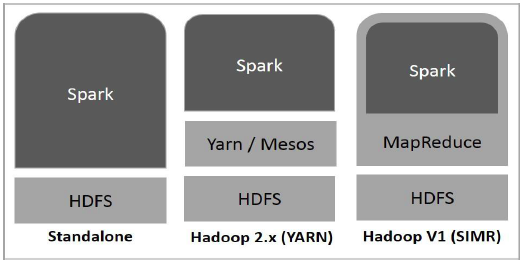 Spark
HDFS
Standalone
Spark
Yarn / Mesos
HDFS
Hadoop 2.x (YARN)
Spark
MapReduce
HDFS
Hadoop V1 (SIMR)